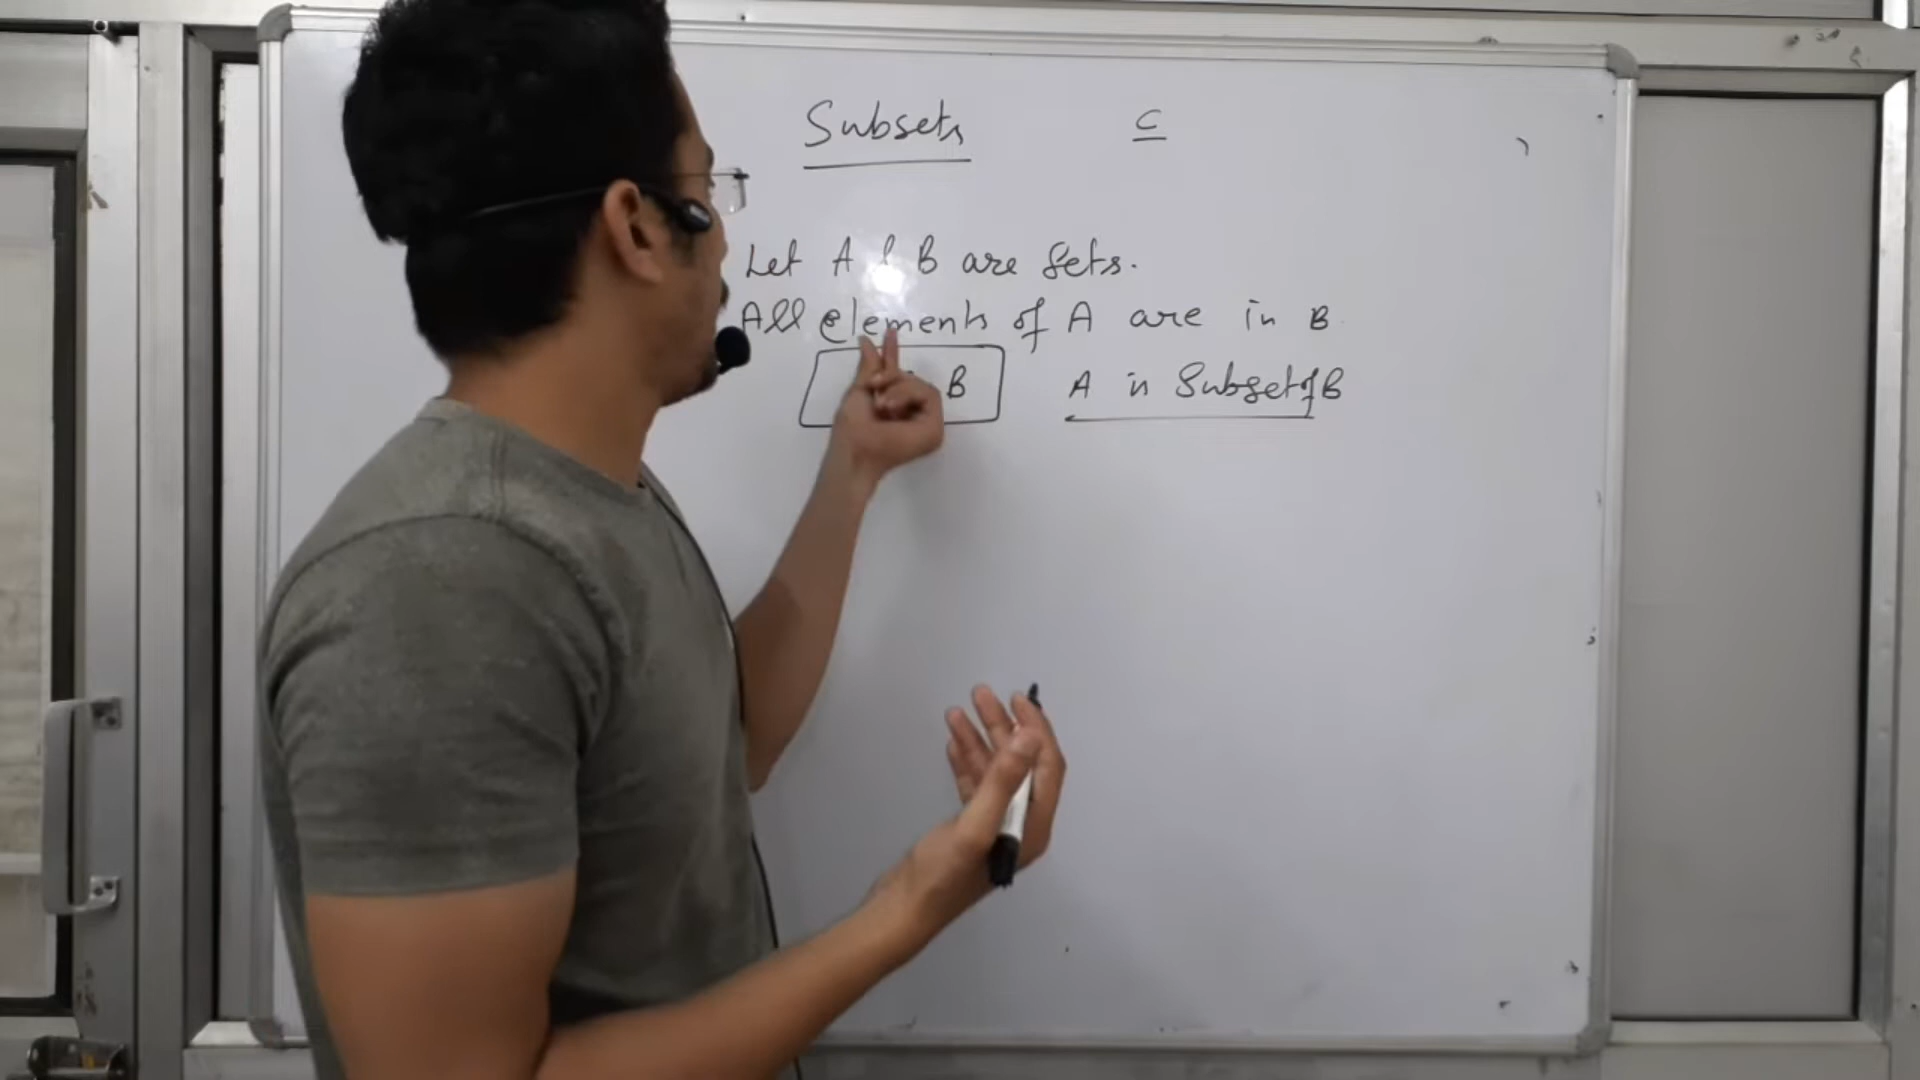 Subsets ⊆
Let A & B are Sets.
All elements of A are in B
B A is Subset of B